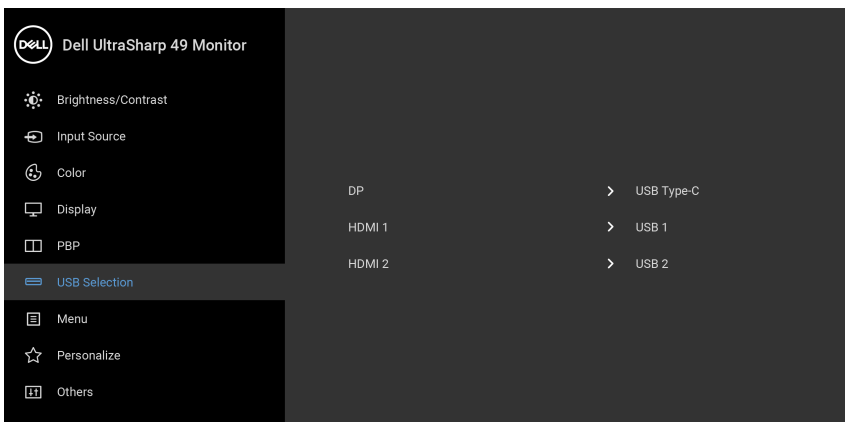 DELL Dell UltraSharp 49 Monitor
Brightness/Contrast
Input Source
Color
Display
PBP
USB Selection
Menu
Personalize
Others
DP > USB Type-C
HDMI 1 > USB 1
HDMI 2 > USB 2